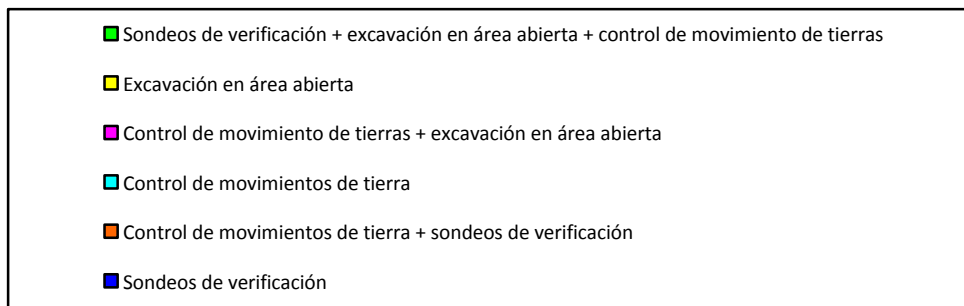 Sondeos de verificación + excavación en área abierta + control de movimiento de tierras
Excavación en área abierta
Control de movimiento de tierras + excavación en área abierta
Control de movimientos de tierra
Control de movimientos de tierra + sondeos de verificación
Sondeos de verificación